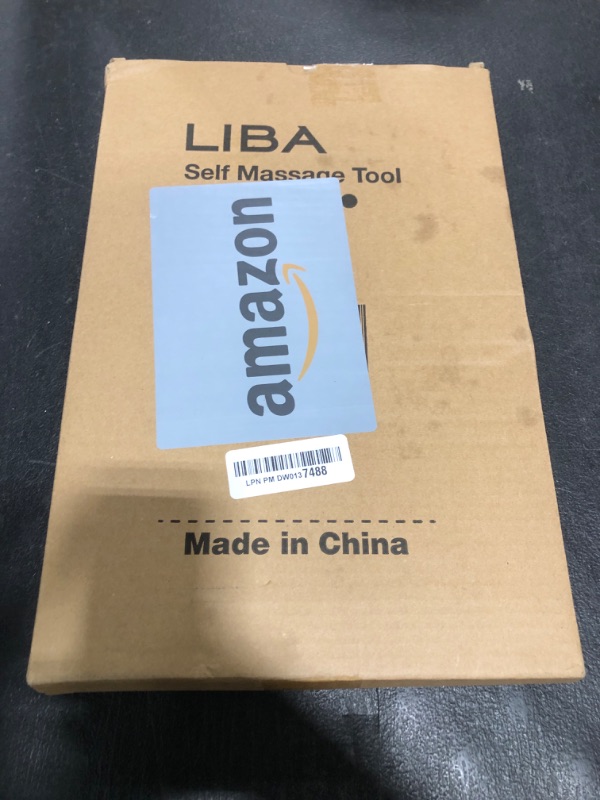 LIBA
Self Massage Tool
amazon
LPN PM DW0137488
Made in China